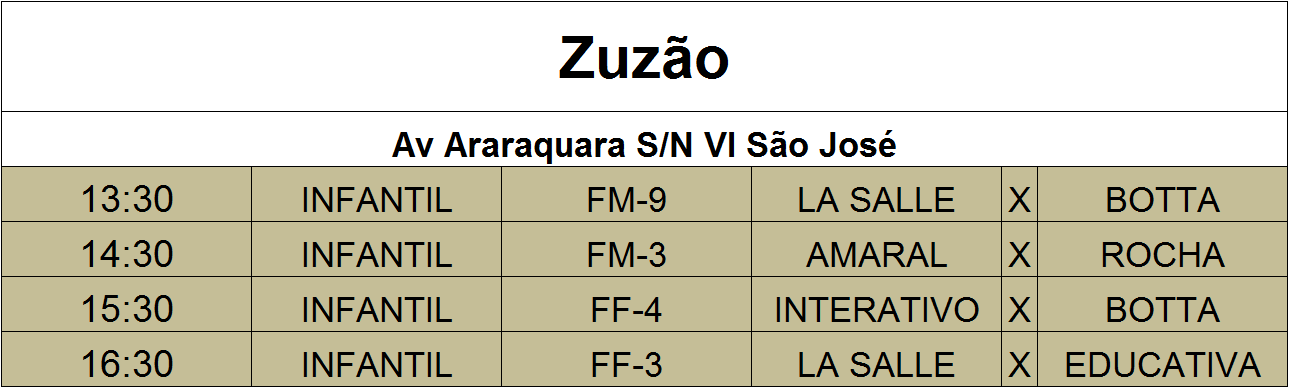 Zuzão
Av Araraquara S/N Vl São José
13:30 INFANTIL FM-9 LA SALLE X BOTTA
14:30 INFANTIL FM-3 AMARAL X ROCHA
15:30 INFANTIL FF-4 INTERATIVO X BOTTA
16:30 INFANTIL FF-3 LA SALLE X EDUCATIVA